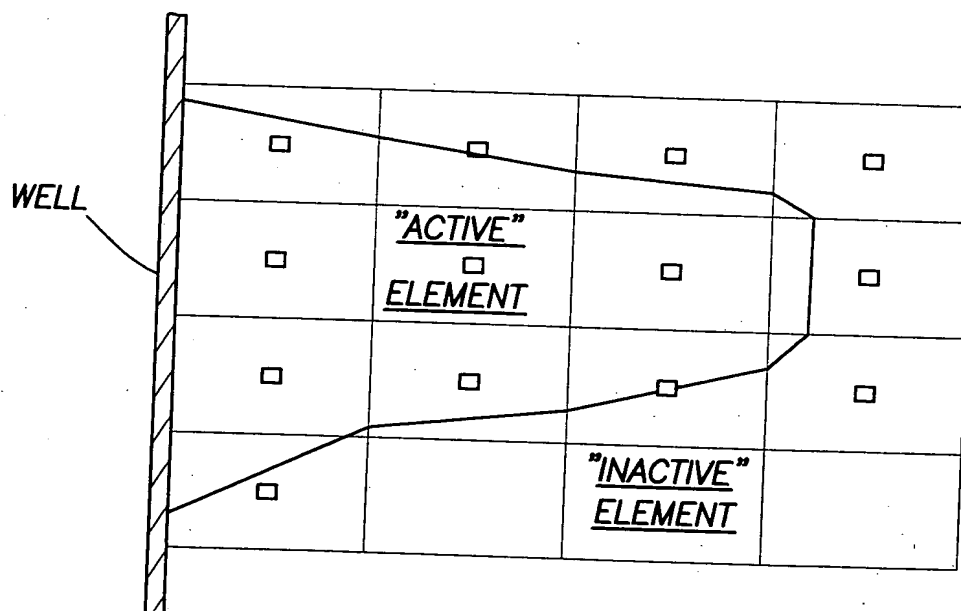 WELL
"ACTIVE"
ELEMENT
"INACTIVE"
ELEMENT